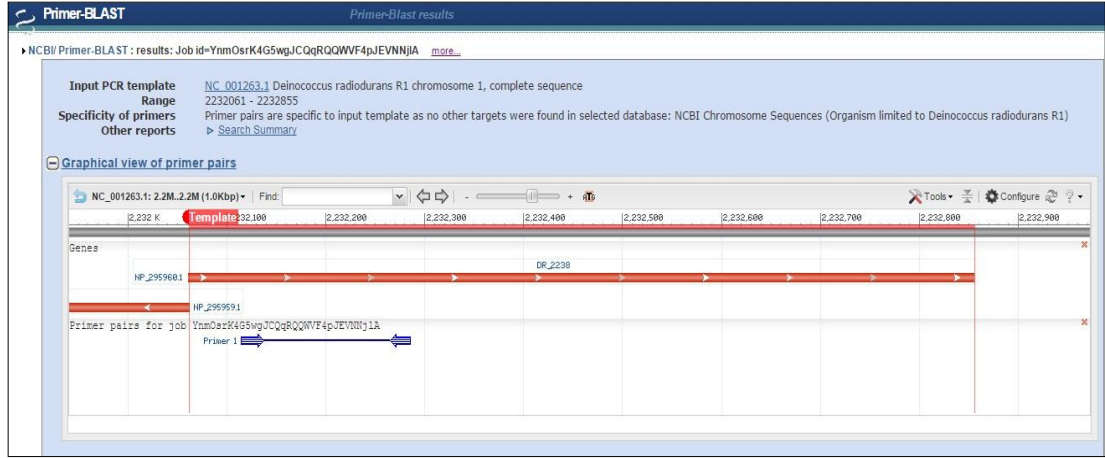 Primer-BLAST Primer-Blast results
NCBI/ Primer-BLAST : results: Job id=YnmOsrK4G5wgJCQqRQQWVF4pJEVNNjlA more...
Input PCR template NC_001263.1 Deinococcus radiodurans R1 chromosome 1, complete sequence
Range 2232061 - 2232855
Specificity of primers Primer pairs are specific to input template as no other targets were found in selected database: NCBI Chromosome Sequences (Organism limited to Deinococcus radiodurans R1)
Other reports Search Summary
Graphical view of primer pairs
NC_001263.1: 2.2M..2.2M (1.0Kbp) Find: - + Tools Configure ?
2,232 K Template 232,100 2,232,200 2,232,300 2,232,400 2,232,500 2,232,600 2,232,700 2,232,800 2,232,900
Genes
DR_2238
NP_295960.1
NP_295959.1
Primer pairs for job YnmOsrK4G5wgJCQqRQQWVF4pJEVNNjlA
Primer 1